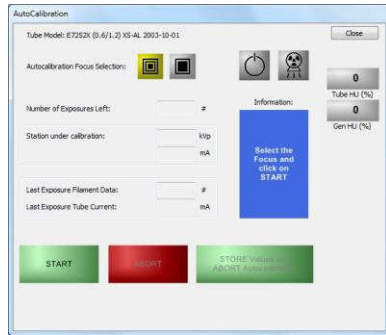 AutoCalibration
Tube Model: E7252X (0.6/1.2) XS-AL 2003-10-01
Close
Autocalibration Focus Selection:
0
Tube HU (%)
0
Gen HU (%)
Number of Exposures Left:
#
Information:
Station under calibration:
kVp
mA
Select the
Focus and
click on
START
Last Exposure Filament Data:
#
Last Exposure Tube Current:
mA
START
ABORT
STORE Values
ABORT Autocalibration